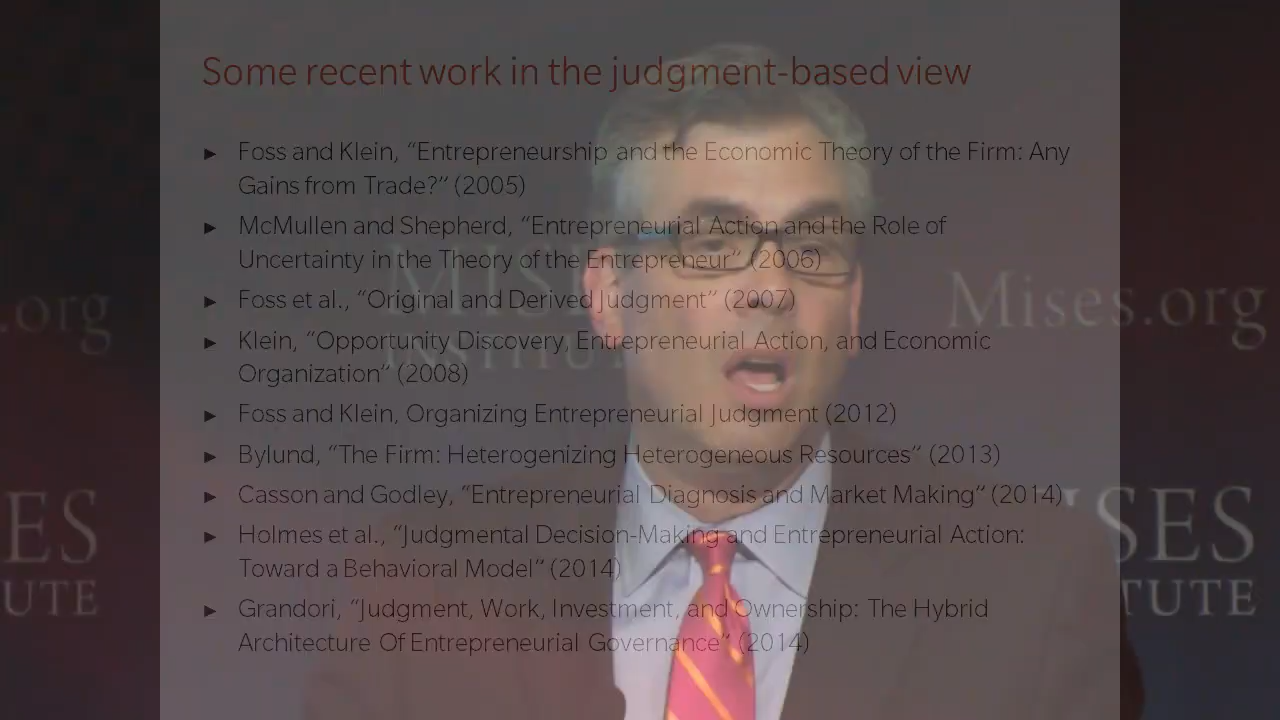 Some recent work in the judgment-based view
► Foss and Klein, “Entrepreneurship and the Economic Theory of the Firm: Any
Gains from Trade?” (2005)
► McMullen and Shepherd, “Entrepreneurial Action and the Role of
Uncertainty in the Theory of the Entrepreneur” (2006)
► Foss et al., “Original and Derived Judgment” (2007)
► Klein, “Opportunity Discovery, Entrepreneurial Action, and Economic
Organization” (2008)
► Foss and Klein, Organizing Entrepreneurial Judgment (2012)
► Bylund, “The Firm: Heterogenizing Heterogeneous Resources” (2013)
► Casson and Godley, “Entrepreneurial Diagnosis and Market Making” (2014)
► Holmes et al., “Judgmental Decision-Making and Entrepreneurial Action:
Toward a Behavioral Model” (2014)
► Grandori, “Judgment, Work, Investment, and Ownership: The Hybrid
Architecture Of Entrepreneurial Governance” (2014)
.org
MIS
INSTITU
Mises.org
ES
UTE
ISES
TUTE